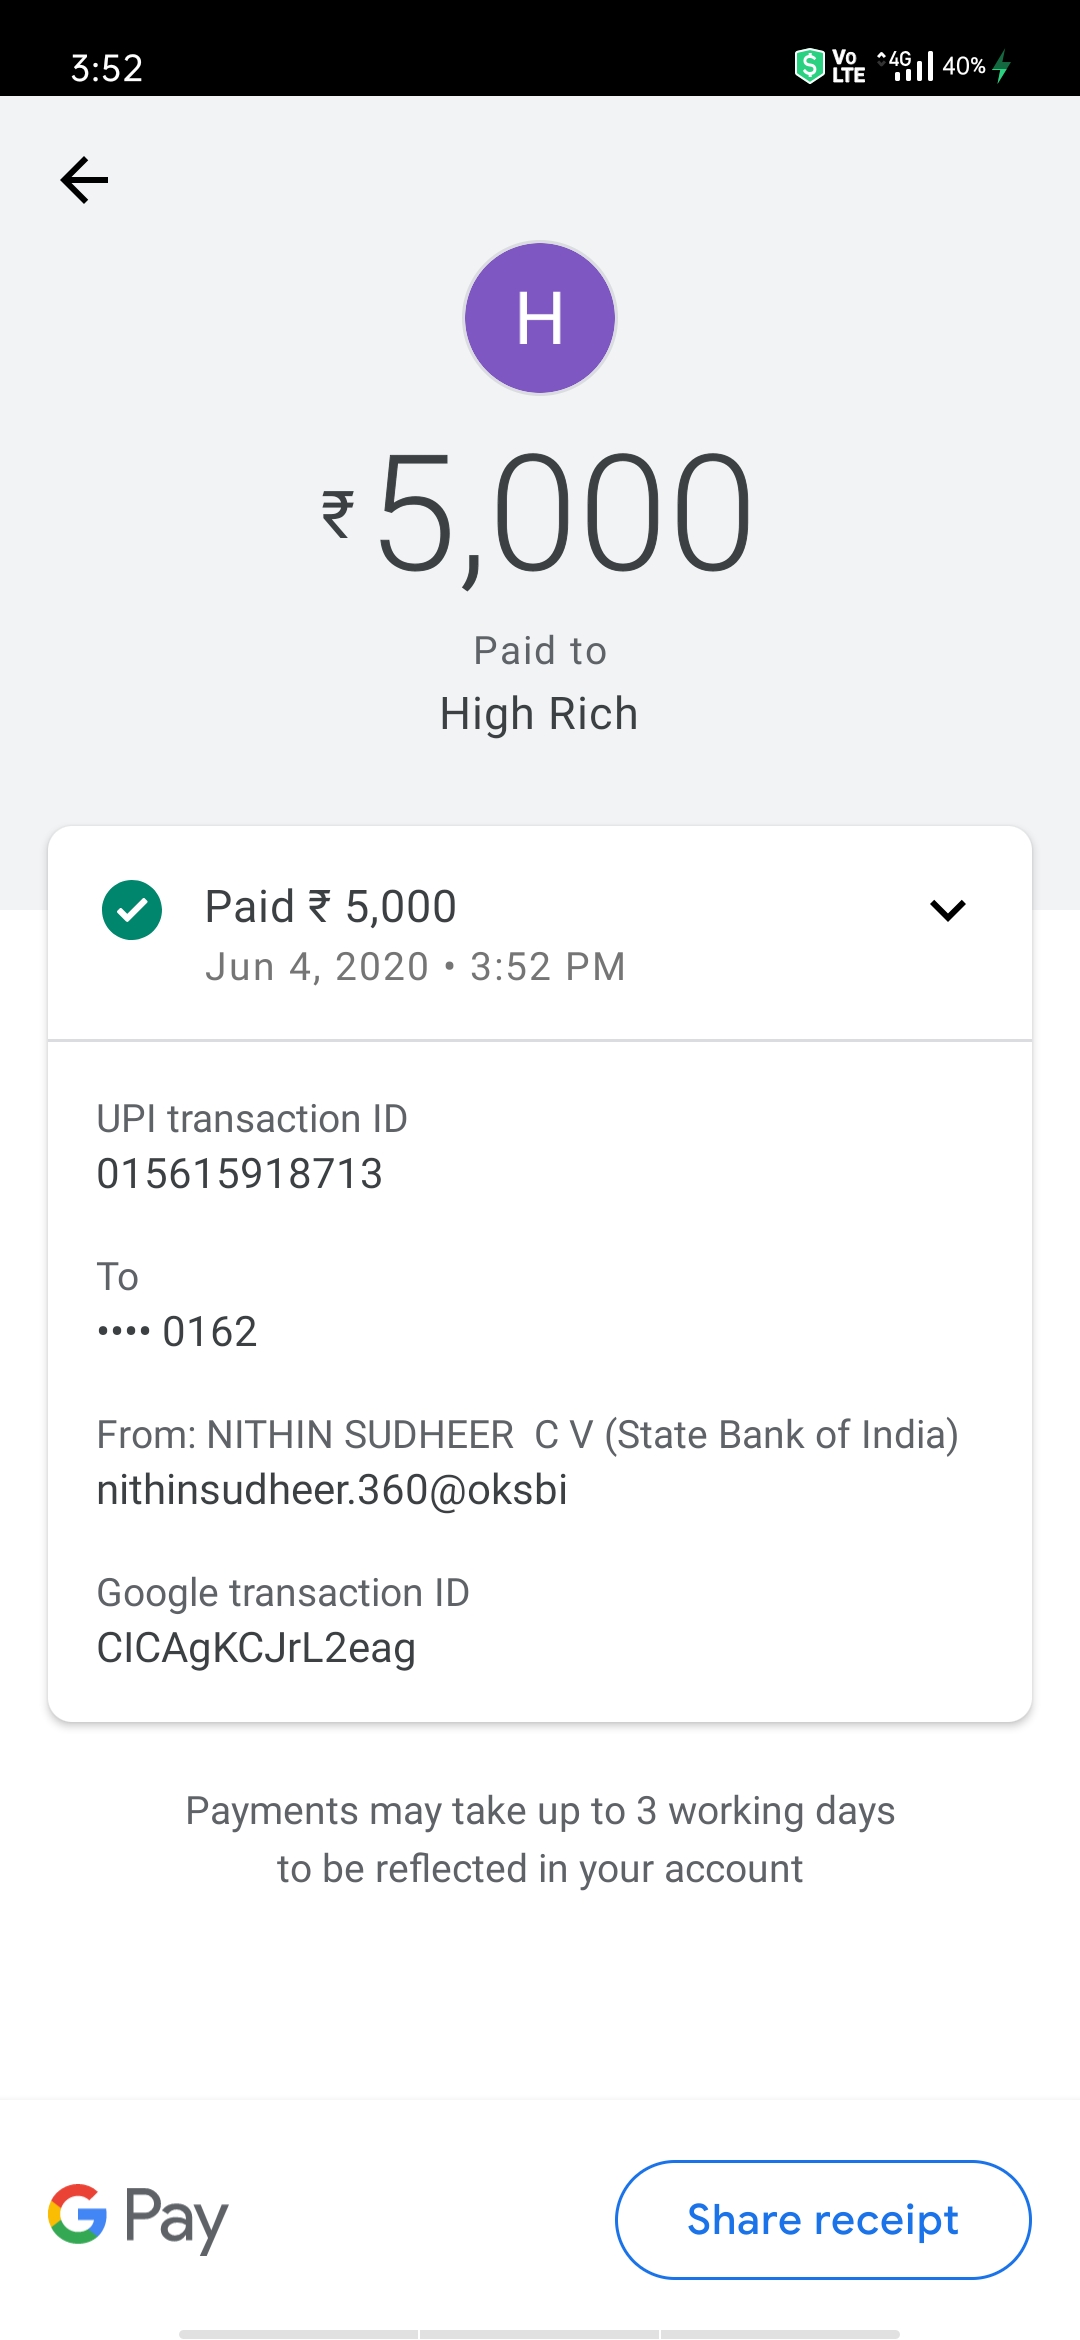 3:52
Vo LTE 4G 40%
H
₹5,000
Paid to
High Rich
Paid ₹ 5,000
Jun 4, 2020 • 3:52 PM
UPI transaction ID
015615918713
To
•••• 0162
From: NITHIN SUDHEER  C V (State Bank of India)
nithinsudheer.360@oksbi
Google transaction ID
CICAgKCJrL2eag
Payments may take up to 3 working days
to be reflected in your account
G Pay
Share receipt